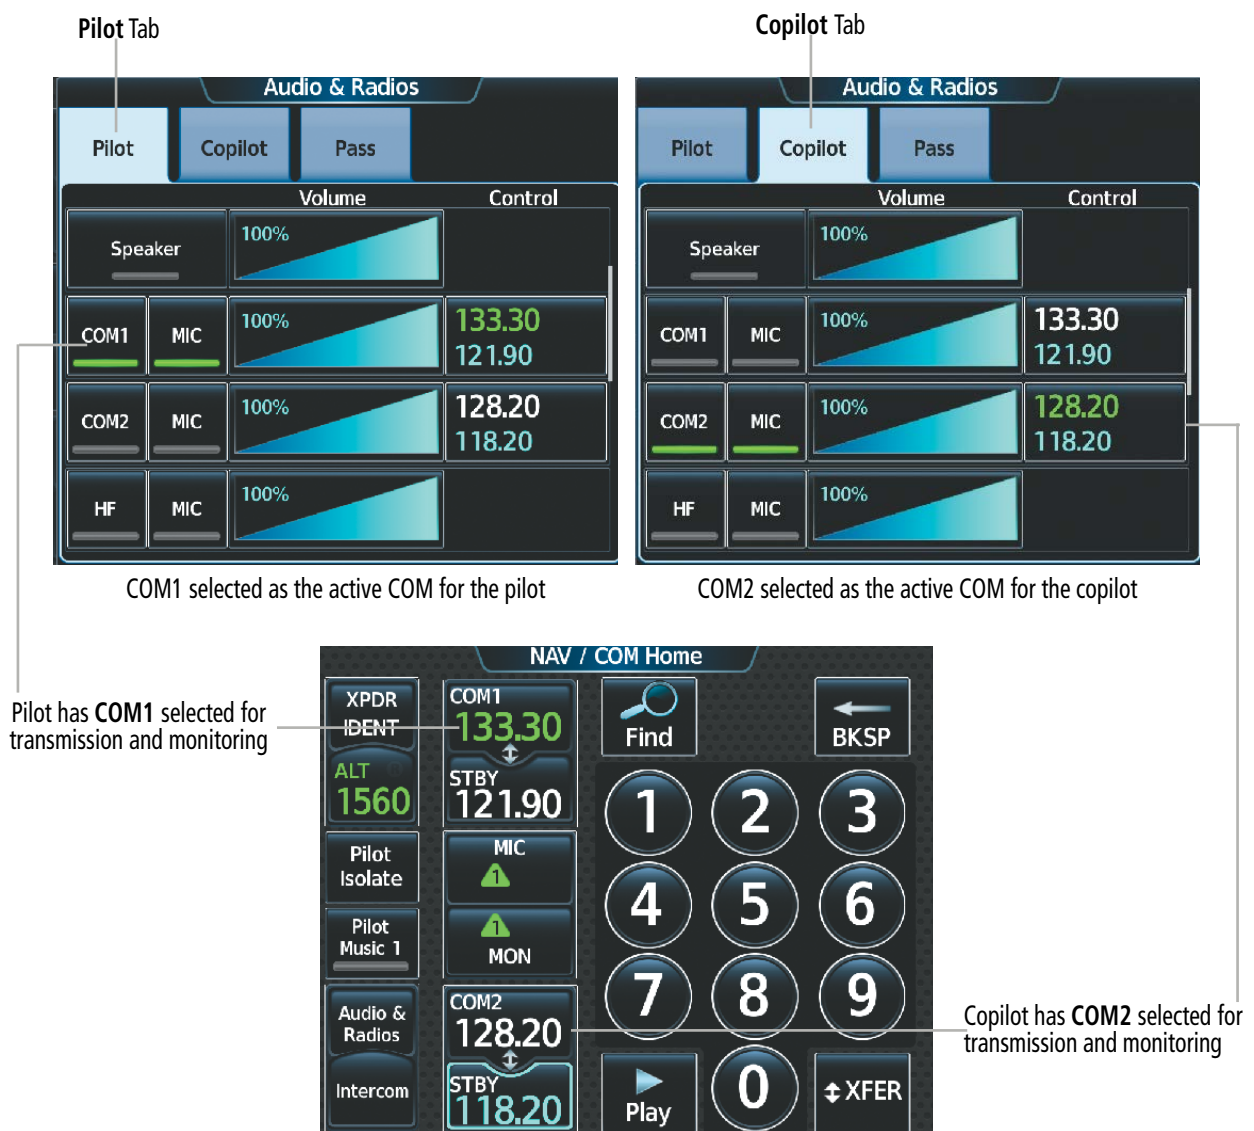 Pilot Tab
Copilot Tab
Audio & Radios
Pilot
Copilot
Pass
Volume
Control
Speaker
100%
COM1
MIC
100%
133.30
121.90
COM2
MIC
100%
128.20
118.20
HF
MIC
100%
COM1 selected as the active COM for the pilot
Audio & Radios
Pilot
Copilot
Pass
Volume
Control
Speaker
100%
COM1
MIC
100%
133.30
121.90
COM2
MIC
100%
128.20
118.20
HF
MIC
100%
COM2 selected as the active COM for the copilot
Pilot has COM1 selected for
transmission and monitoring
NAV / COM Home
XPDR
IDENT
ALT
1560
Pilot
Isolate
Pilot
Music 1
Audio &
Radios
Intercom
COM1
133.30
STBY
121.90
MIC
1
1
MON
COM2
128.20
STBY
118.20
Find
BKSP
1
2
3
4
5
6
7
8
9
Play
0
XFER
Copilot has COM2 selected for
transmission and monitoring